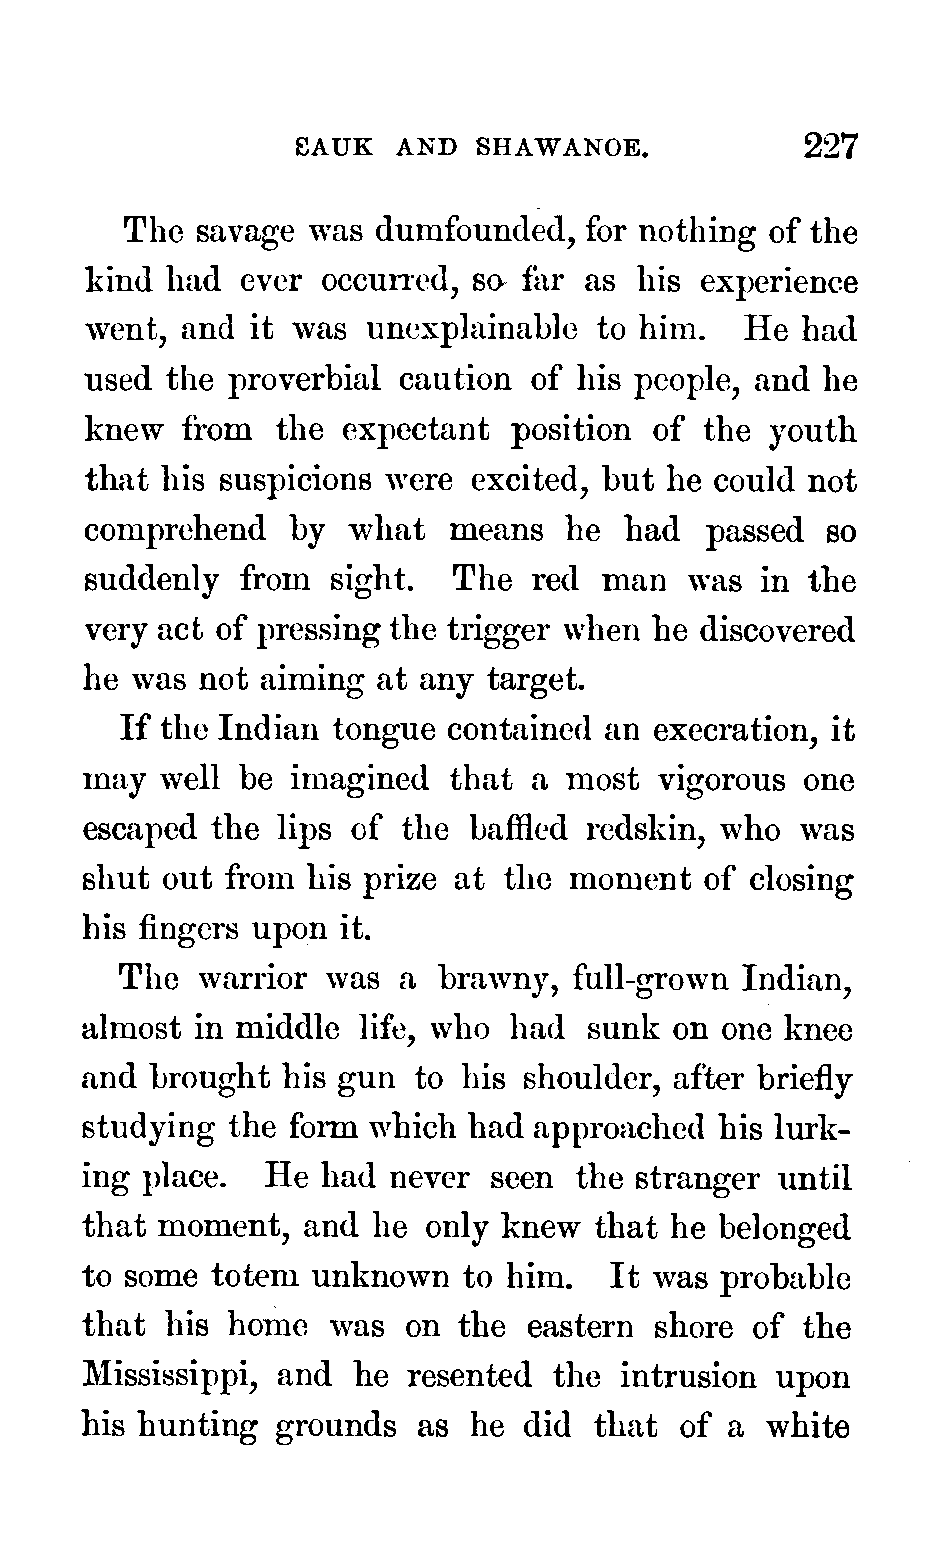 SAUK AND SHAWANOE. 227
The savage was dumfounded, for nothing of the
kind had ever occurred, so far as his experience
went, and it was unexplainable to him. He had
used the proverbial caution of his people, and he
knew from the expectant position of the youth
that his suspicions were excited, but he could not
comprehend by what means he had passed so
suddenly from sight. The red man was in the
very act of pressing the trigger when he discovered
he was not aiming at any target.
If the Indian tongue contained an execration, it
may well be imagined that a most vigorous one
escaped the lips of the baffled redskin, who was
shut out from his prize at the moment of closing
his fingers upon it.
The warrior was a brawny, full-grown Indian,
almost in middle life, who had sunk on one knee
and brought his gun to his shoulder, after briefly
studying the form which had approached his lurk-
ing place. He had never seen the stranger until
that moment, and he only knew that he belonged
to some totem unknown to him. It was probable
that his home was on the eastern shore of the
Mississippi, and he resented the intrusion upon
his hunting grounds as he did that of a white